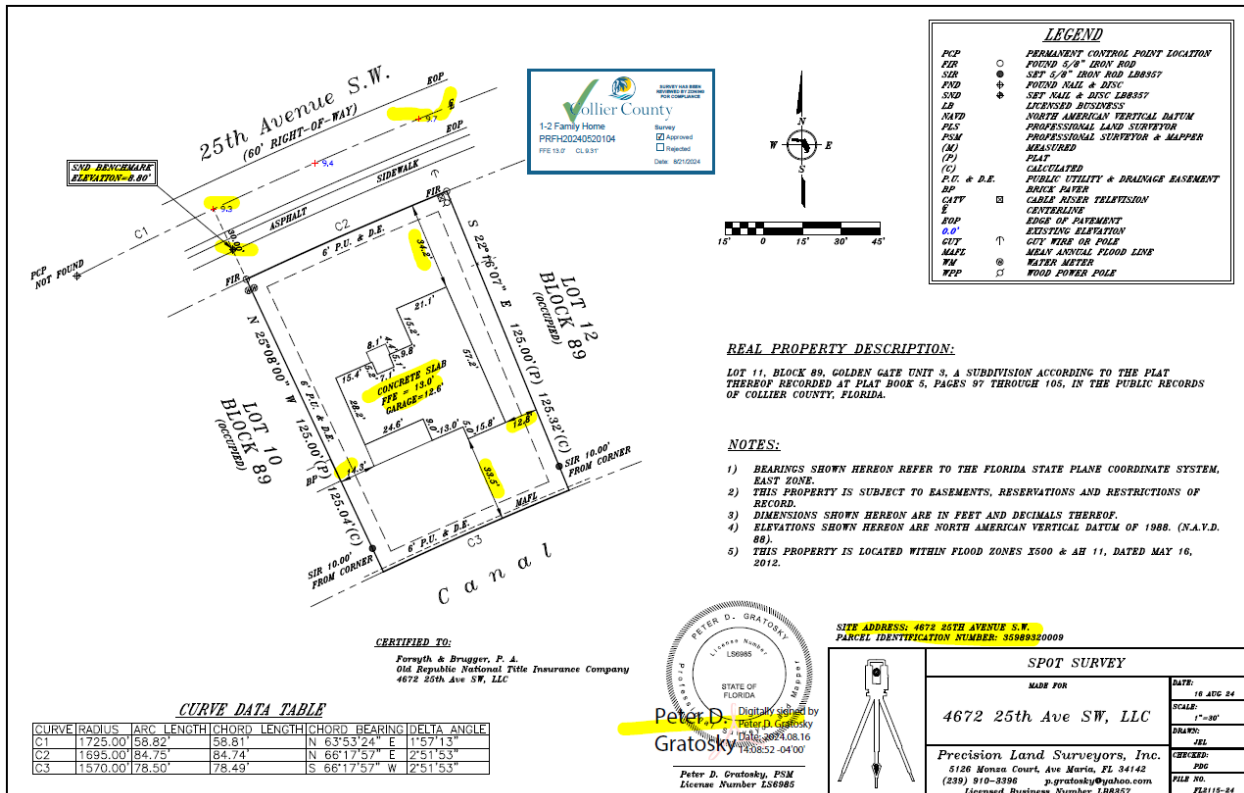 25th Avenue S.W.
(60' RIGHT-OF-WAY)
EOP
℄
9.7
EOP
9.4
SIDEWALK
SND BENCHMARK
ELEVATION=8.80'
9.3
ASPHALT
C1
30.00'
PCP
NOT FOUND
FIR
C2
FIR
6' P.U. & D.E.
34.2'
S 22°16'07" E 125.00'(P)
125.32'(C)
LOT 12
BLOCK 89
(OCCUPIED)
N 25°08'00" W 125.00'(P)
125.04'(C)
LOT 10
BLOCK 89
(OCCUPIED)
6' P.U. & D.E.
21.1'
15.2'
57.2'
8.1'
9.8'
5.1'
5.2'
7.1'
15.4'
28.2'
CONCRETE SLAB
FFE = 13.0'
GARAGE=12.6'
24.6'
9.0'
13.0'
5.0'
15.8'
12.8'
6' P.U. & D.E.
BP
14.3'
33.5'
SIR 10.00'
FROM CORNER
MAFL
6' P.U. & D.E.
C3
SIR 10.00'
FROM CORNER
Canal
SURVEY HAS BEEN
REVIEWED BY ZONING
FOR COMPLIANCE
Collier County
1-2 Family Home
PRFH20240520104
FFE 13.0' CL 9.51'
Survey
Approved
Rejected
Date: 8/21/2024
N
W E
S
15' 0 15' 30' 45'
LEGEND
PCP PERMANENT CONTROL POINT LOCATION
FIR FOUND 5/8" IRON ROD
SIR SET 5/8" IRON ROD LB8357
FND FOUND NAIL & DISC
SND SET NAIL & DISC LB8357
LB LICENSED BUSINESS
NAVD NORTH AMERICAN VERTICAL DATUM
PLS PROFESSIONAL LAND SURVEYOR
PSM PROFESSIONAL SURVEYOR & MAPPER
(M) MEASURED
(P) PLAT
(C) CALCULATED
P.U. & D.E. PUBLIC UTILITY & DRAINAGE EASEMENT
BP BRICK PAVER
CATV CABLE RISER TELEVISION
℄ CENTERLINE
EOP EDGE OF PAVEMENT
0.0' EXISTING ELEVATION
GUY GUY WIRE OR POLE
MAFL MEAN ANNUAL FLOOD LINE
WM WATER METER
WPP WOOD POWER POLE
REAL PROPERTY DESCRIPTION:
LOT 11, BLOCK 89, GOLDEN GATE UNIT 3, A SUBDIVISION ACCORDING TO THE PLAT
THEREOF RECORDED AT PLAT BOOK 5, PAGES 97 THROUGH 105, IN THE PUBLIC RECORDS
OF COLLIER COUNTY, FLORIDA.
NOTES:
1) BEARINGS SHOWN HEREON REFER TO THE FLORIDA STATE PLANE COORDINATE SYSTEM,
EAST ZONE.
2) THIS PROPERTY IS SUBJECT TO EASEMENTS, RESERVATIONS AND RESTRICTIONS OF
RECORD.
3) DIMENSIONS SHOWN HEREON ARE IN FEET AND DECIMALS THEREOF.
4) ELEVATIONS SHOWN HEREON ARE NORTH AMERICAN VERTICAL DATUM OF 1988. (N.A.V.D.
88).
5) THIS PROPERTY IS LOCATED WITHIN FLOOD ZONES X500 & AH 11, DATED MAY 16,
2012.
CERTIFIED TO:
Forsyth & Brugger, P. A.
Old Republic National Title Insurance Company
4672 25th Ave SW, LLC
CURVE DATA TABLE
CURVE RADIUS ARC LENGTH CHORD LENGTH CHORD BEARING DELTA ANGLE
C1 1725.00' 58.82' 58.81' N 63°53'24" E 1°57'13"
C2 1695.00' 84.75' 84.74' N 66°17'57" E 2°51'53"
C3 1570.00' 78.50' 78.49' S 66°17'57" W 2°51'53"
PETER D. GRATOSKY
License Number
LS6985
STATE OF
FLORIDA
Professional Surveyor and Mapper
Peter D.
Gratosky
Digitally signed by
Peter D. Gratosky
Date: 2024.08.16
14:08:52 -04'00'
Peter D. Gratosky, PSM
License Number LS6985
SITE ADDRESS: 4672 25TH AVENUE S.W.
PARCEL IDENTIFICATION NUMBER: 35989320009
SPOT SURVEY
MADE FOR
4672 25th Ave SW, LLC
Precision Land Surveyors, Inc.
5126 Monza Court, Ave Maria, FL 34142
(239) 910-3396 p.gratosky@yahoo.com
Licensed Business Number LB8357
DATE:
16 AUG 24
SCALE:
1"=30'
DRAWN:
JEL
CHECKED:
PDG
FILE NO.
FL2115-24